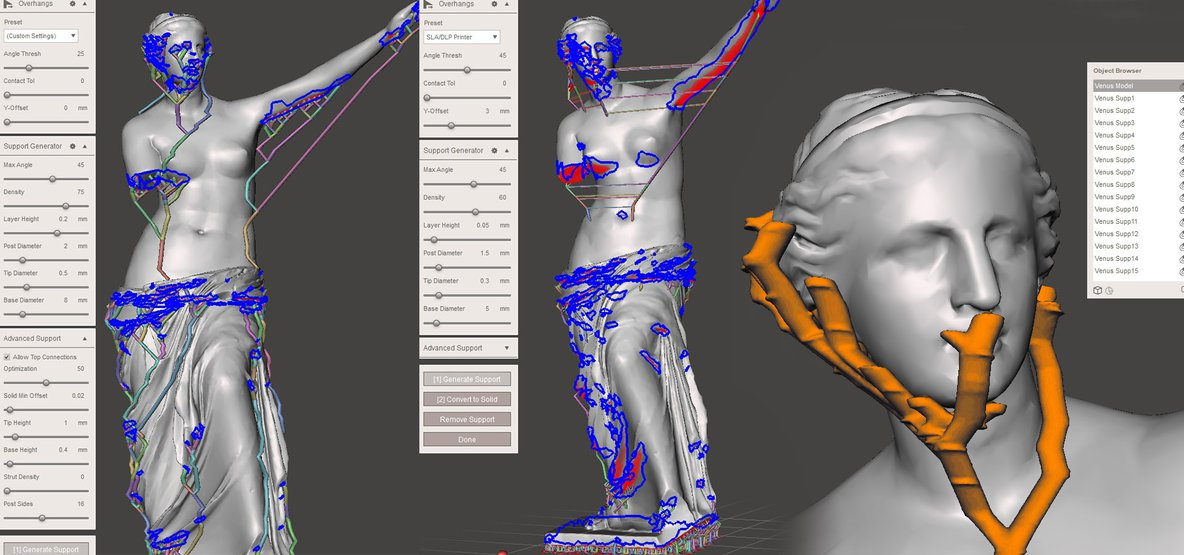 Overhangs
Preset
(Custom Settings)
Angle Thresh 25
Contact Tol 0
Y-Offset 0 mm
Support Generator
Max Angle 45
Density 75
Layer Height 0.2 mm
Post Diameter 2 mm
Tip Diameter 0.5 mm
Base Diameter 8 mm
Advanced Support
Allow Top Connections
Optimization 50
Solid Min Offset 0.02
Tip Height 1 mm
Base Height 0.4 mm
Strut Density 0
Post Sides 16
[1] Generate Support
Overhangs
Preset
SLA/DLP Printer
Angle Thresh 45
Contact Tol 0
Y-Offset 3 mm
Support Generator
Max Angle 45
Density 60
Layer Height 0.05 mm
Post Diameter 1.5 mm
Tip Diameter 0.3 mm
Base Diameter 5 mm
Advanced Support
[1] Generate Support
[2] Convert to Solid
Remove Support
Done
Object Browser
Venus Model
Venus Supp1
Venus Supp2
Venus Supp3
Venus Supp4
Venus Supp5
Venus Supp6
Venus Supp7
Venus Supp8
Venus Supp9
Venus Supp10
Venus Supp11
Venus Supp12
Venus Supp13
Venus Supp14
Venus Supp15